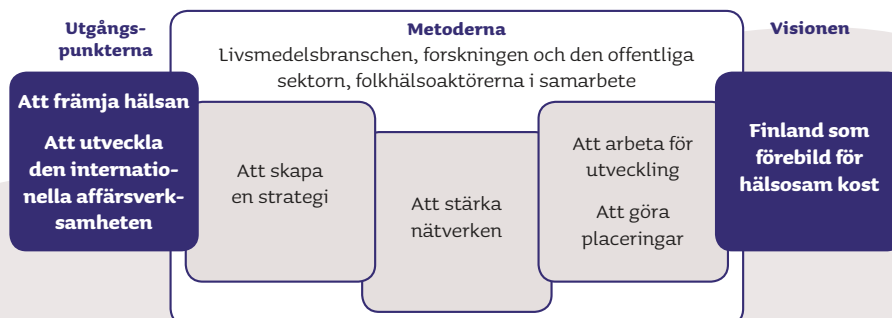 Utgångs-
punkterna
Att främja hälsan
Att utveckla
den internatio-
nella affärsverk-
samheten
Metoderna
Livsmedelsbranschen, forskningen och den offentliga
sektorn, folkhälsoaktörerna i samarbete
Att skapa
en strategi
Att stärka
nätverken
Att arbeta för
utveckling
Att göra
placeringar
Visionen
Finland som
förebild för
hälsosam kost